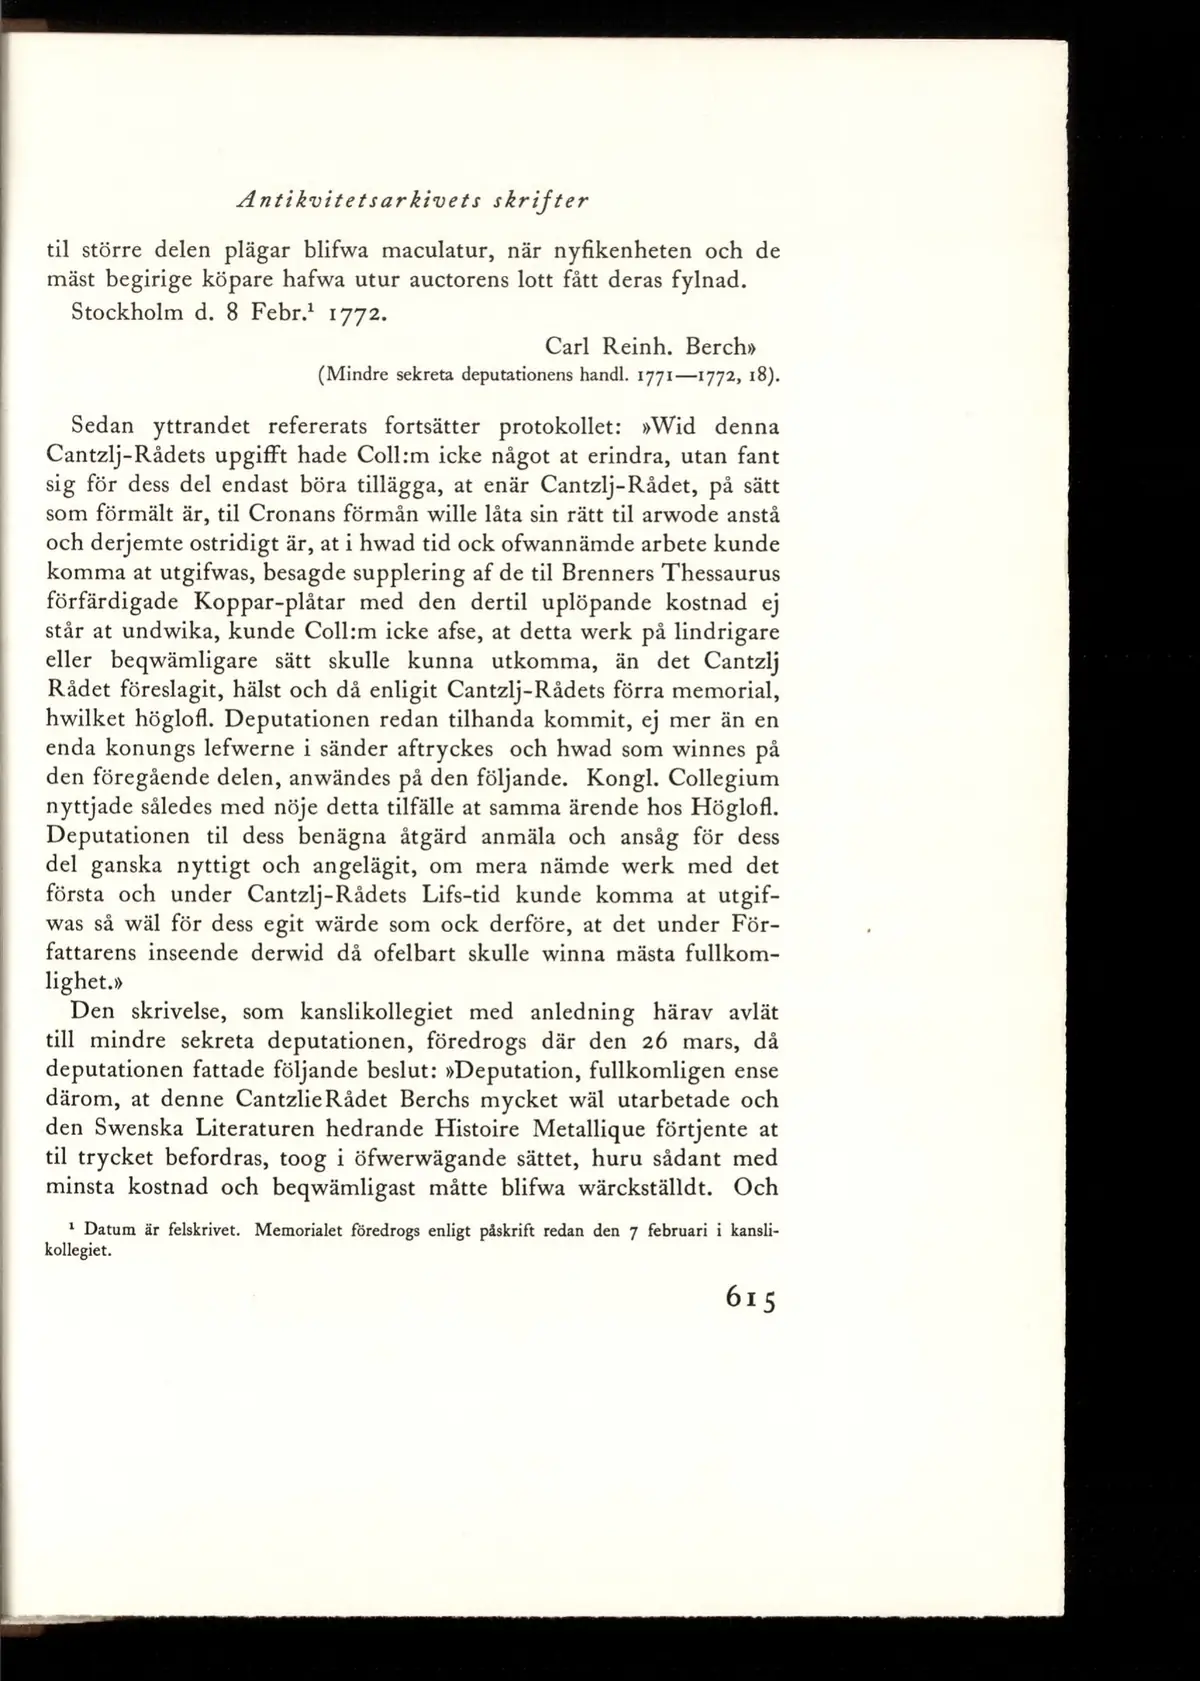 Antikvitetsarkivets skrifter
til större delen plägar blifwa maculatur, när nyfikenheten och de
mäst begirige köpare hafwa utur auctorens lott fått deras fylnad.
Stockholm d. 8 Febr.¹ 1772.
Carl Reinh. Berch»
(Mindre sekreta deputationens handl. 1771—1772, 18).
Sedan yttrandet refererats fortsätter protokollet: »Wid denna
Cantzlj-Rådets upgifft hade Coll:m icke något at erindra, utan fant
sig för dess del endast böra tillägga, at enär Cantzlj-Rådet, på sätt
som förmält är, til Cronans förmån wille låta sin rätt til arwode anstå
och derjemte ostridigt är, at i hwad tid ock ofwannämde arbete kunde
komma at utgifwas, besagde supplering af de til Brenners Thessaurus
förfärdigade Koppar-plåtar med den dertil uplöpande kostnad ej
står at undwika, kunde Coll:m icke afse, at detta werk på lindrigare
eller beqwämligare sätt skulle kunna utkomma, än det Cantzlj
Rådet föreslagit, hälst och då enligit Cantzlj-Rådets förra memorial,
hwilket höglofl. Deputationen redan tilhanda kommit, ej mer än en
enda konungs lefwerne i sänder aftryckes och hwad som winnes på
den föregående delen, anwändes på den följande. Kongl. Collegium
nyttjade således med nöje detta tilfälle at samma ärende hos Höglofl.
Deputationen til dess benägna åtgärd anmäla och ansåg för dess
del ganska nyttigt och angelägit, om mera nämde werk med det
första och under Cantzlj-Rådets Lifs-tid kunde komma at utgif-
was så wäl för dess egit wärde som ock derföre, at det under För-
fattarens inseende derwid då ofelbart skulle winna mästa fullkom-
lighet.»
Den skrivelse, som kanslikollegiet med anledning härav avlät
till mindre sekreta deputationen, föredrogs där den 26 mars, då
deputationen fattade följande beslut: »Deputation, fullkomligen ense
därom, at denne CantzlieRådet Berchs mycket wäl utarbetade och
den Swenska Literaturen hedrande Histoire Metallique förtjente at
til trycket befordras, toog i öfwerwägande sättet, huru sådant med
minsta kostnad och beqwämligast måtte blifwa wärckställdt. Och
¹ Datum är felskrivet. Memorialet föredrogs enligt påskrift redan den 7 februari i kansli-
kollegiet.
615